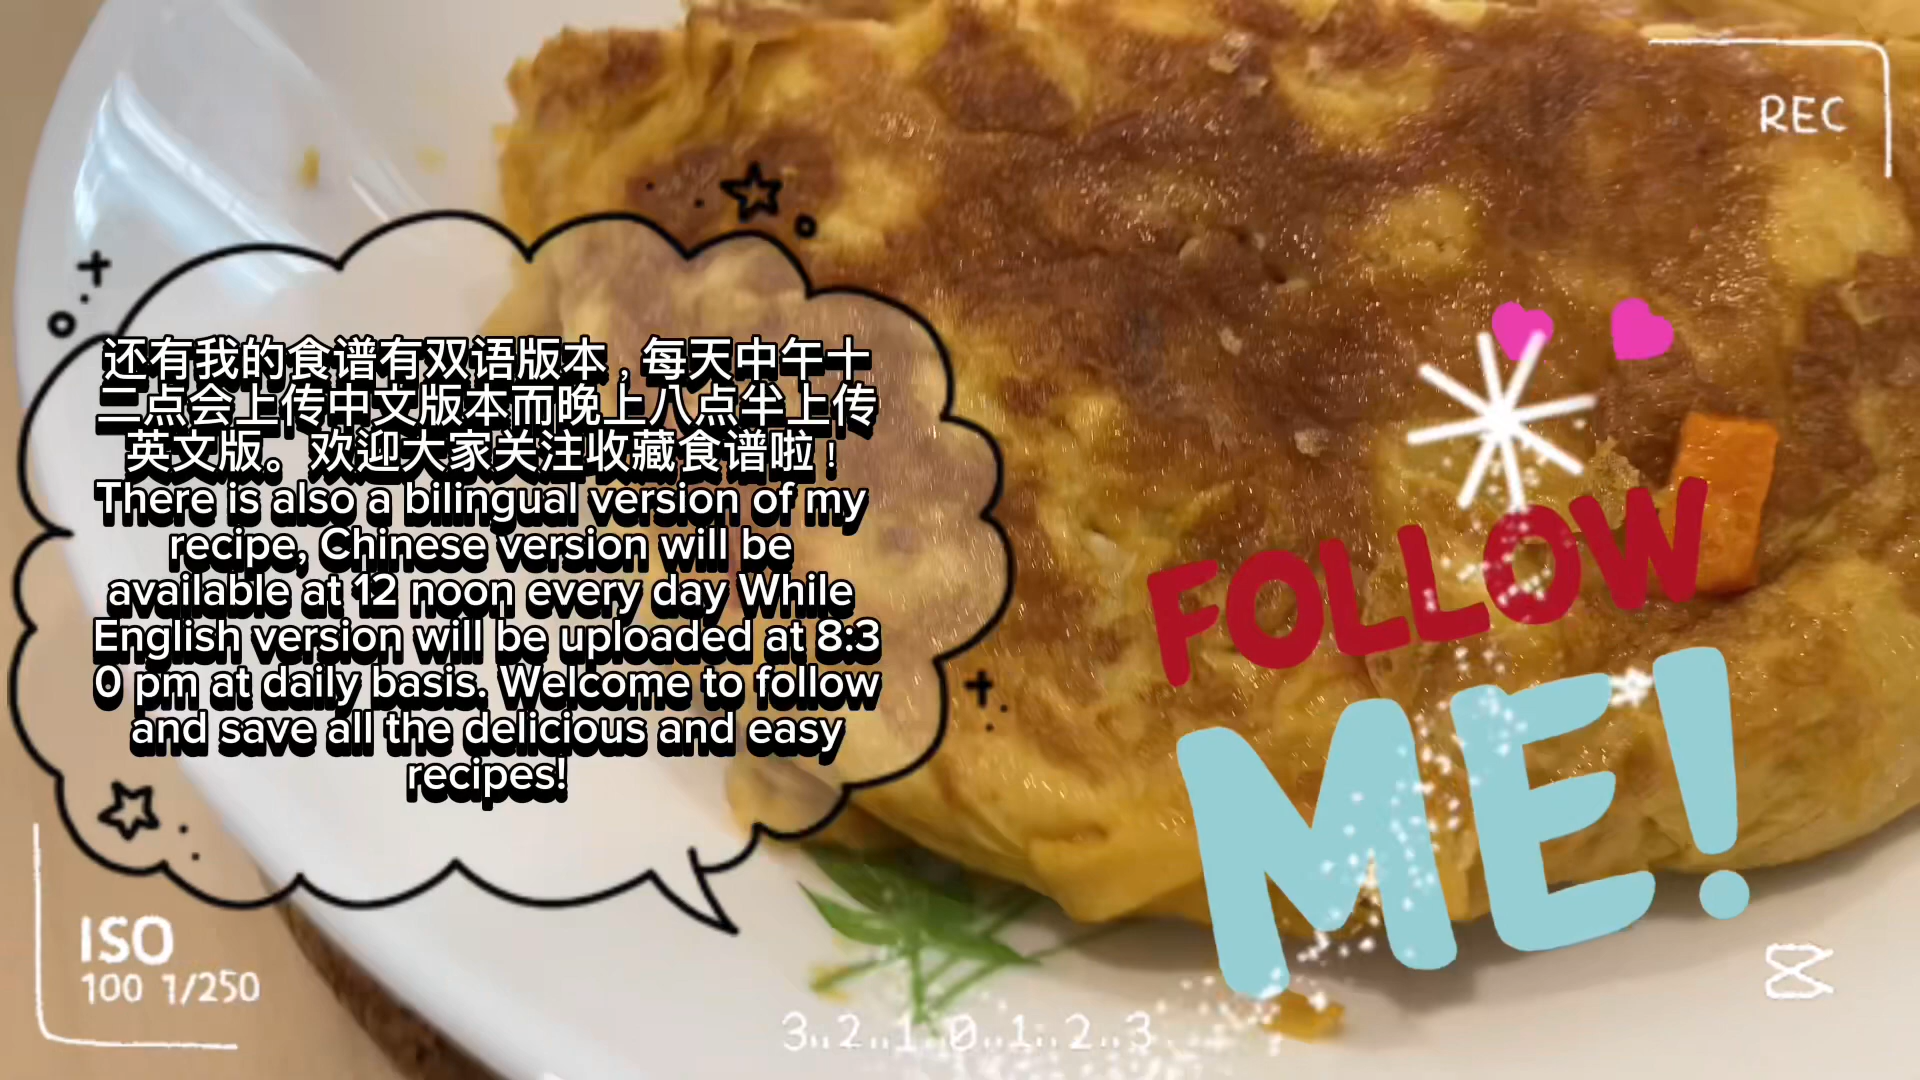 REC
还有我的食谱有双语版本，每天中午十
二点会上传中文版本而晚上八点半上传
英文版。欢迎大家关注收藏食谱啦！
There is also a bilingual version of my
recipe, Chinese version will be
available at 12 noon every day While
English version will be uploaded at 8:3
0 pm at daily basis. Welcome to follow
and save all the delicious and easy
recipes!
FOLLOW
ME!
ISO
100 1/250
3..2..1.0.1..2..3